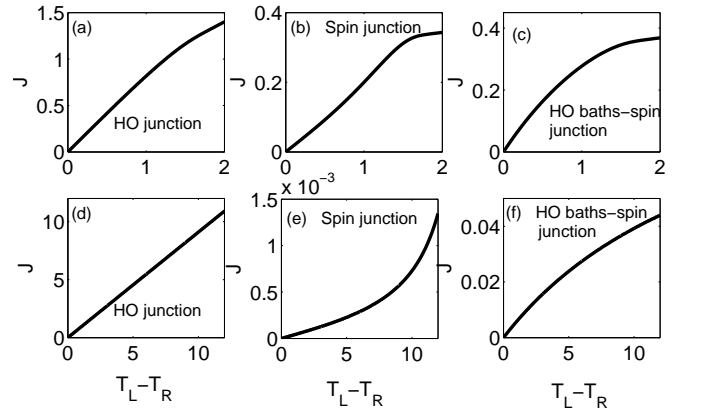 (a)
J
1.5
1
0.5
0
HO junction
0 1 2
(b) Spin junction
J
0.4
0.2
0
0 1 2
(c)
J
0.4
0.2
0
HO baths−spin
junction
0 1 2
(d)
J
10
5
0
HO junction
0 5 10
T_L−T_R
x 10⁻³
(e) Spin junction
J
1.5
1
0.5
0
0 5 10
T_L−T_R
(f) HO baths−spin
junction
J
0.04
0.02
0
0 5 10
T_L−T_R